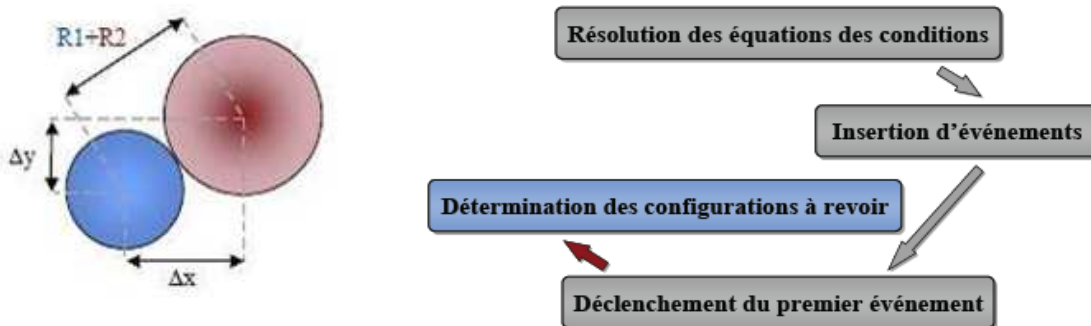 R1+R2
Δy
Δx
Résolution des équations des conditions
Insertion d'événements
Détermination des configurations à revoir
Déclenchement du premier événement